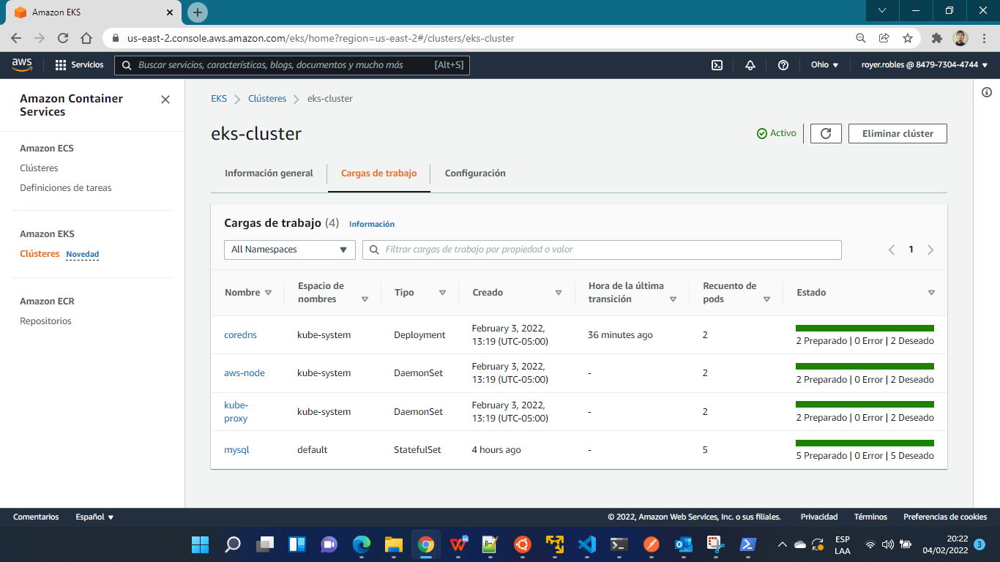 Amazon EKS
us-east-2.console.aws.amazon.com/eks/home?region=us-east-2#/clusters/eks-cluster
aws
Servicios
Buscar servicios, características, blogs, documentos y mucho más
[Alt+S]
Ohio
royer.robles @ 8479-7304-4744
Amazon Container
Services
Amazon ECS
Clústeres
Definiciones de tareas
Amazon EKS
Clústeres Novedad
Amazon ECR
Repositorios
EKS
Clústeres
eks-cluster
eks-cluster
Activo
Eliminar clúster
Información general
Cargas de trabajo
Configuración
Cargas de trabajo (4) Información
All Namespaces
Filtrar cargas de trabajo por propiedad o valor
1
Nombre
Espacio de
nombres
Tipo
Creado
Hora de la última
transición
Recuento de
pods
Estado
coredns
kube-system
Deployment
February 3, 2022,
13:19 (UTC-05:00)
36 minutes ago
2
2 Preparado | 0 Error | 2 Deseado
aws-node
kube-system
DaemonSet
February 3, 2022,
13:19 (UTC-05:00)
-
2
2 Preparado | 0 Error | 2 Deseado
kube-
proxy
kube-system
DaemonSet
February 3, 2022,
13:19 (UTC-05:00)
-
2
2 Preparado | 0 Error | 2 Deseado
mysql
default
StatefulSet
4 hours ago
-
5
5 Preparado | 0 Error | 5 Deseado
Comentarios
Español
© 2022, Amazon Web Services, Inc. o sus filiales.
Privacidad
Términos
Preferencias de cookies
ESP
LAA
20:22
04/02/2022
3